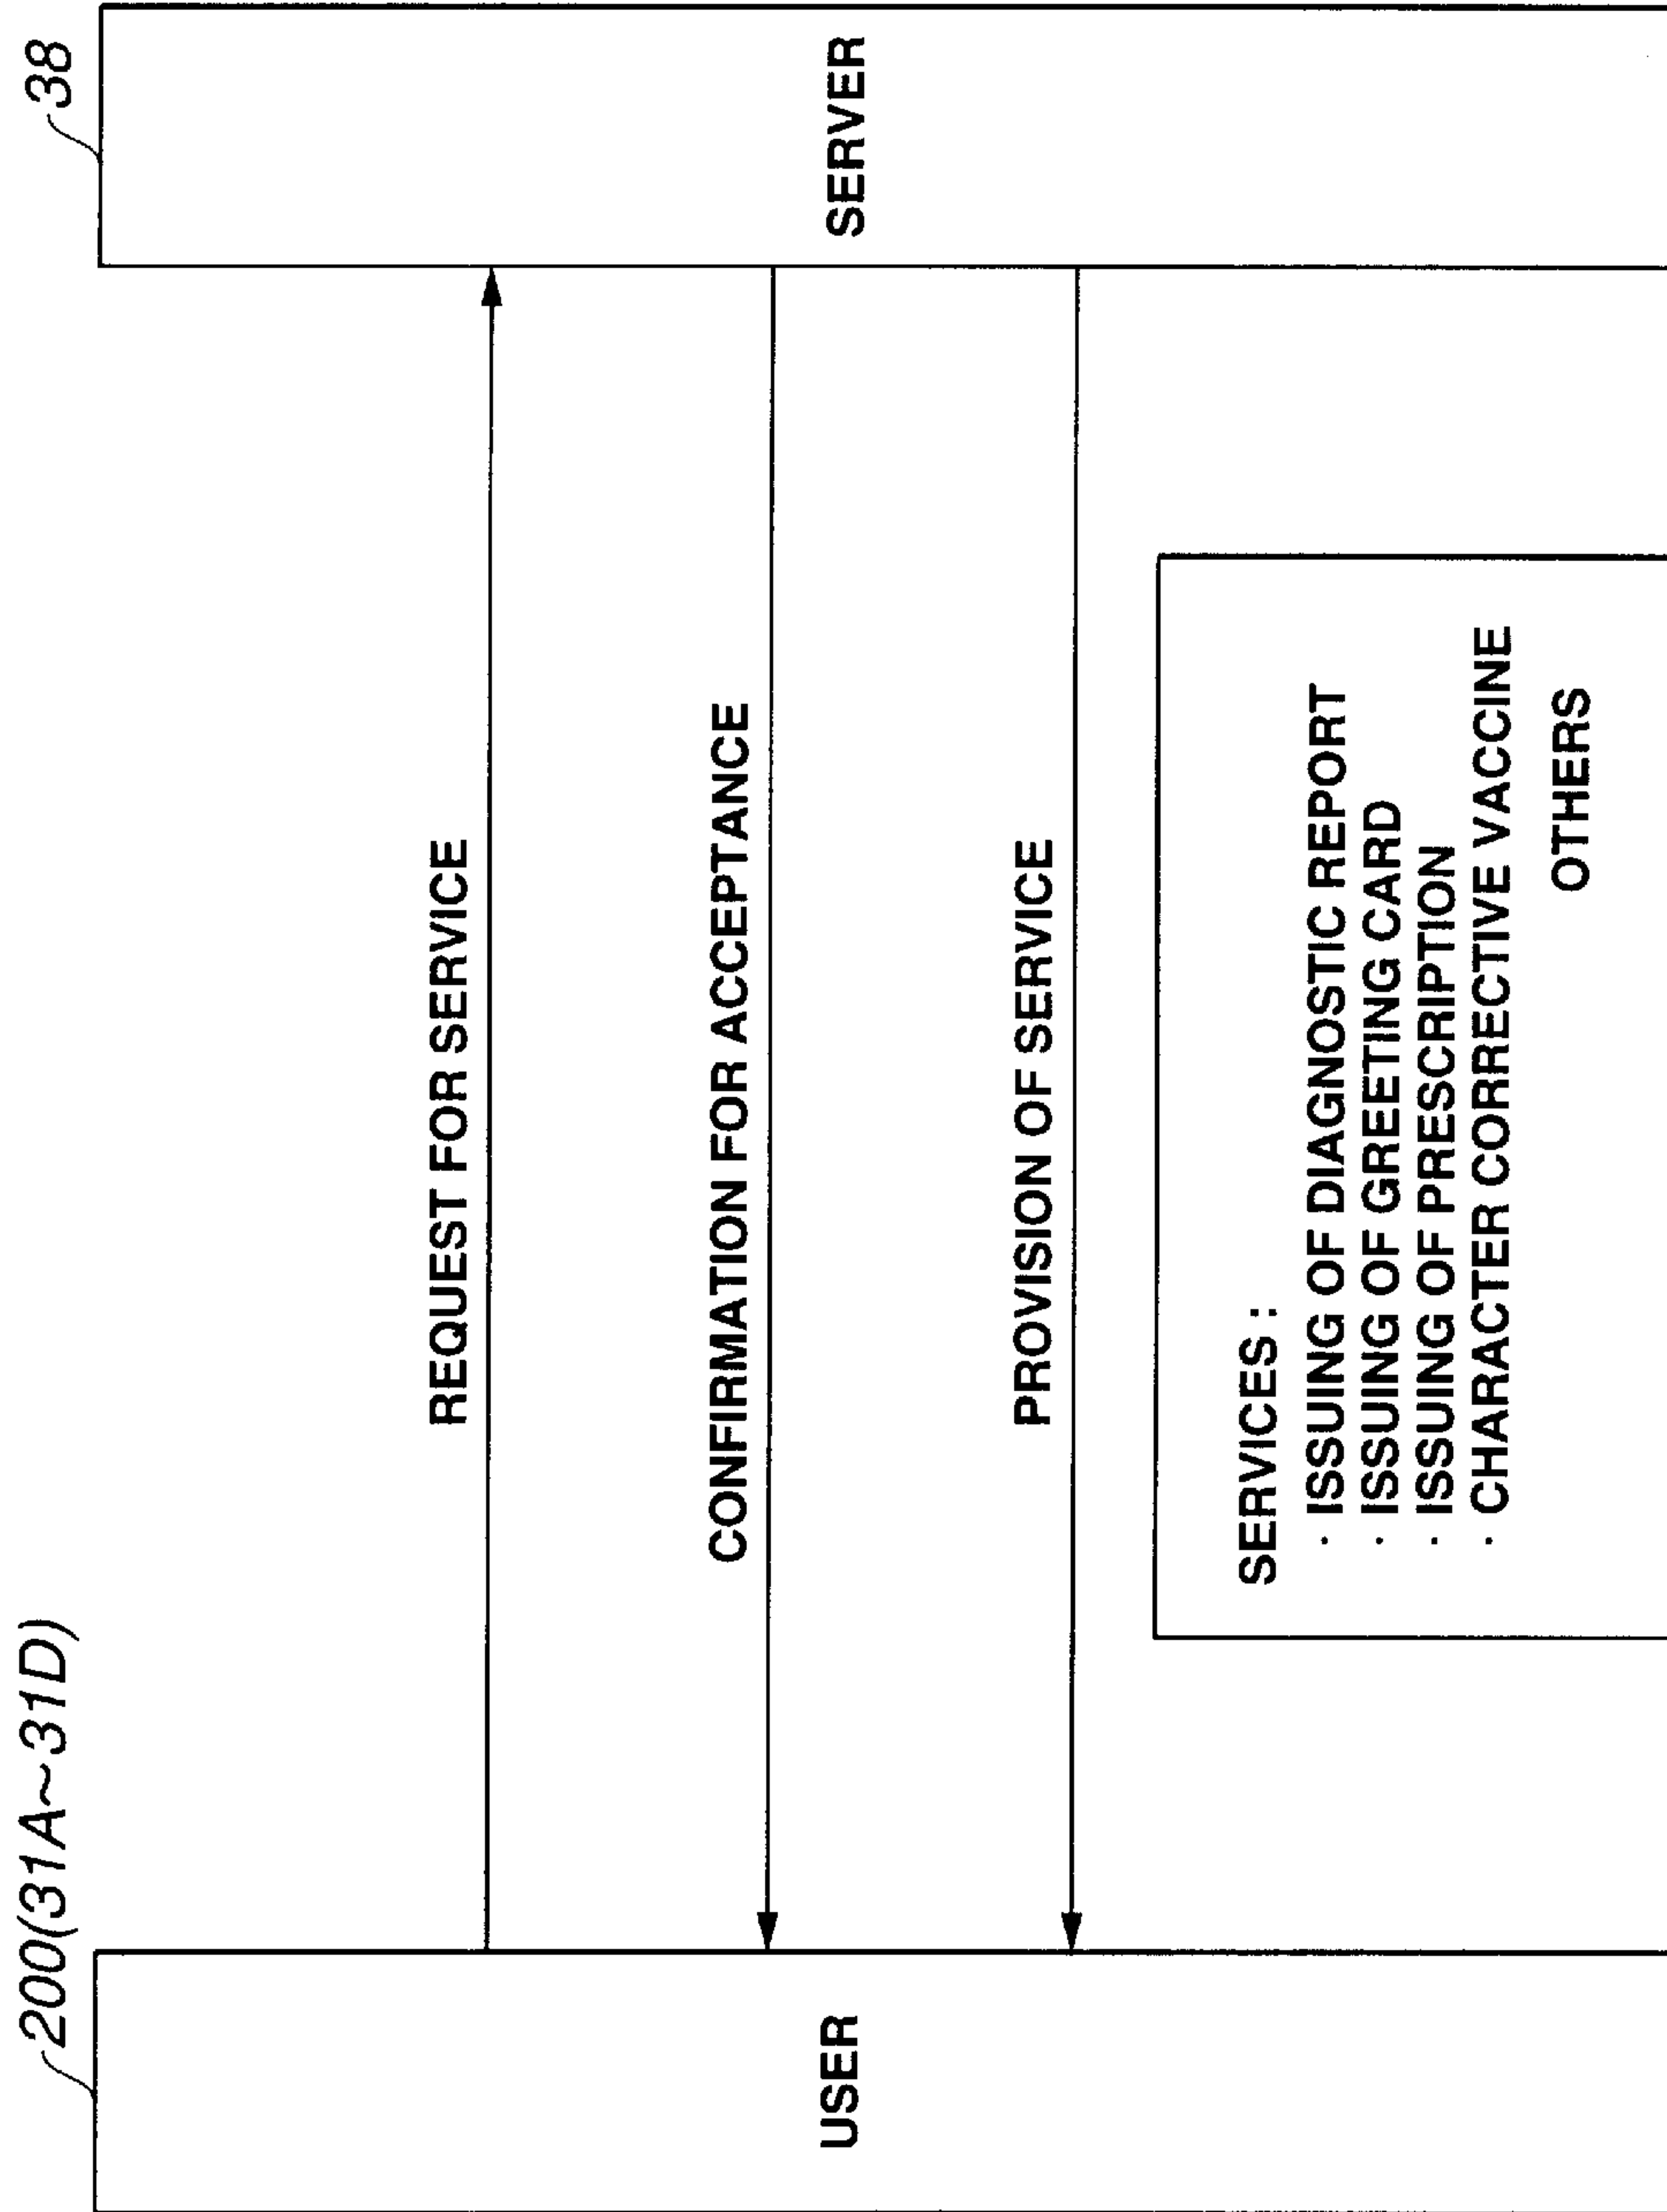 200(31A~31D)
38
USER
SERVER
REQUEST FOR SERVICE
CONFIRMATION FOR ACCEPTANCE
PROVISION OF SERVICE
SERVICES :
· ISSUING OF DIAGNOSTIC REPORT
· ISSUING OF GREETING CARD
· ISSUING OF PRESCRIPTION
· CHARACTER CORRECTIVE VACCINE
OTHERS